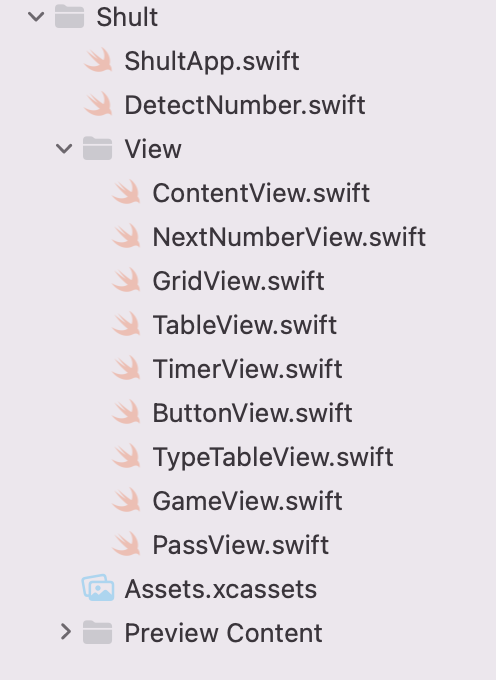 Shult
ShultApp.swift
DetectNumber.swift
View
ContentView.swift
NextNumberView.swift
GridView.swift
TableView.swift
TimerView.swift
ButtonView.swift
TypeTableView.swift
GameView.swift
PassView.swift
Assets.xcassets
Preview Content